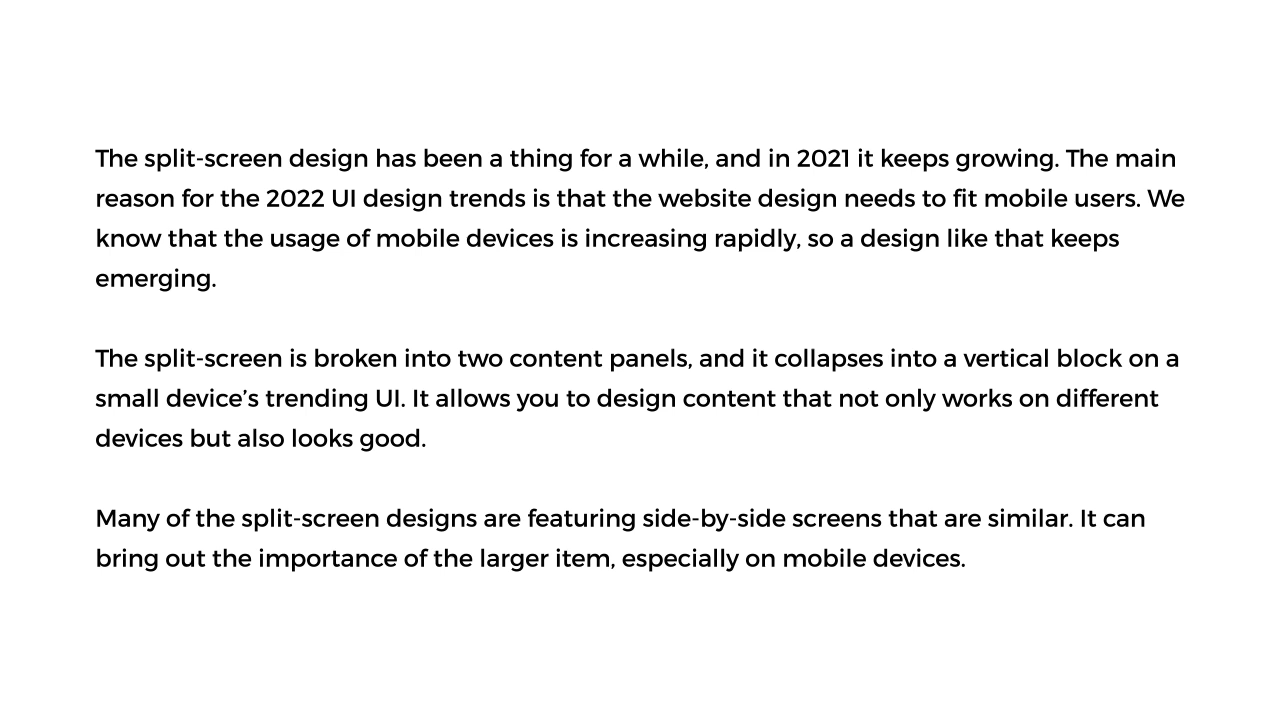 The split-screen design has been a thing for a while, and in 2021 it keeps growing. The main
reason for the 2022 UI design trends is that the website design needs to fit mobile users. We
know that the usage of mobile devices is increasing rapidly, so a design like that keeps
emerging.
The split-screen is broken into two content panels, and it collapses into a vertical block on a
small device’s trending UI. It allows you to design content that not only works on different
devices but also looks good.
Many of the split-screen designs are featuring side-by-side screens that are similar. It can
bring out the importance of the larger item, especially on mobile devices.